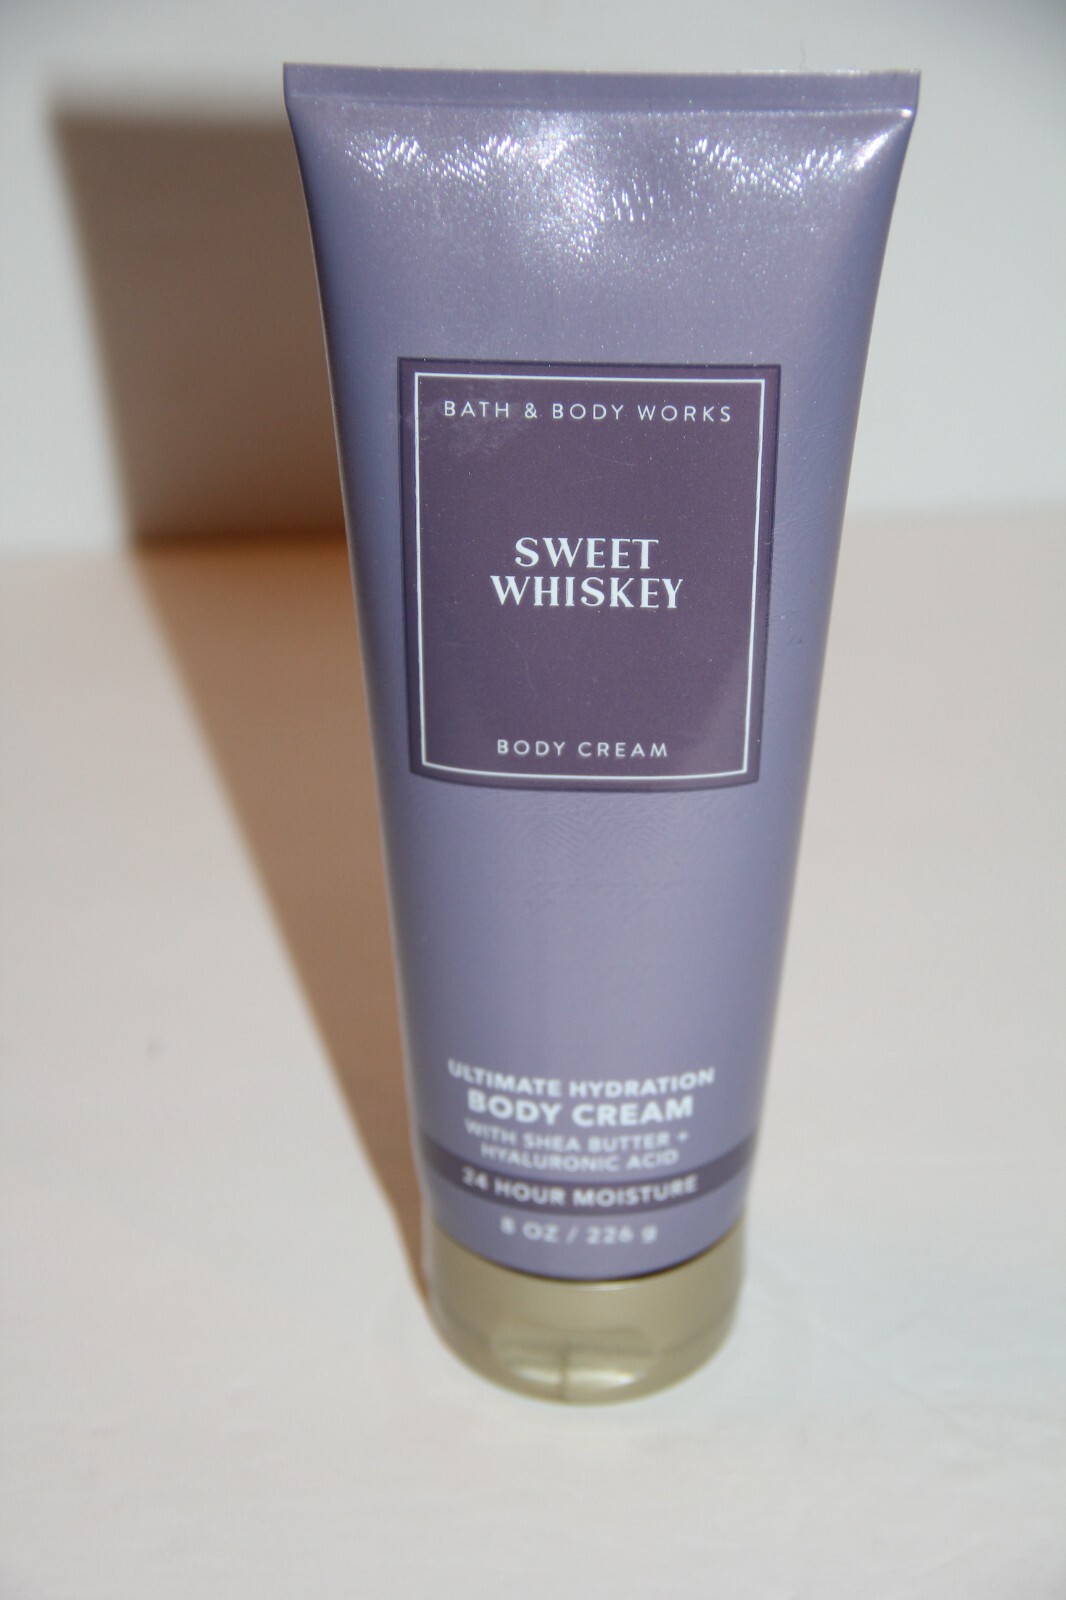 BATH & BODY WORKS
SWEET
WHISKEY
BODY CREAM
ULTIMATE HYDRATION
BODY CREAM
WITH SHEA BUTTER +
HYALURONIC ACID
24 HOUR MOISTURE
8 OZ / 226 g